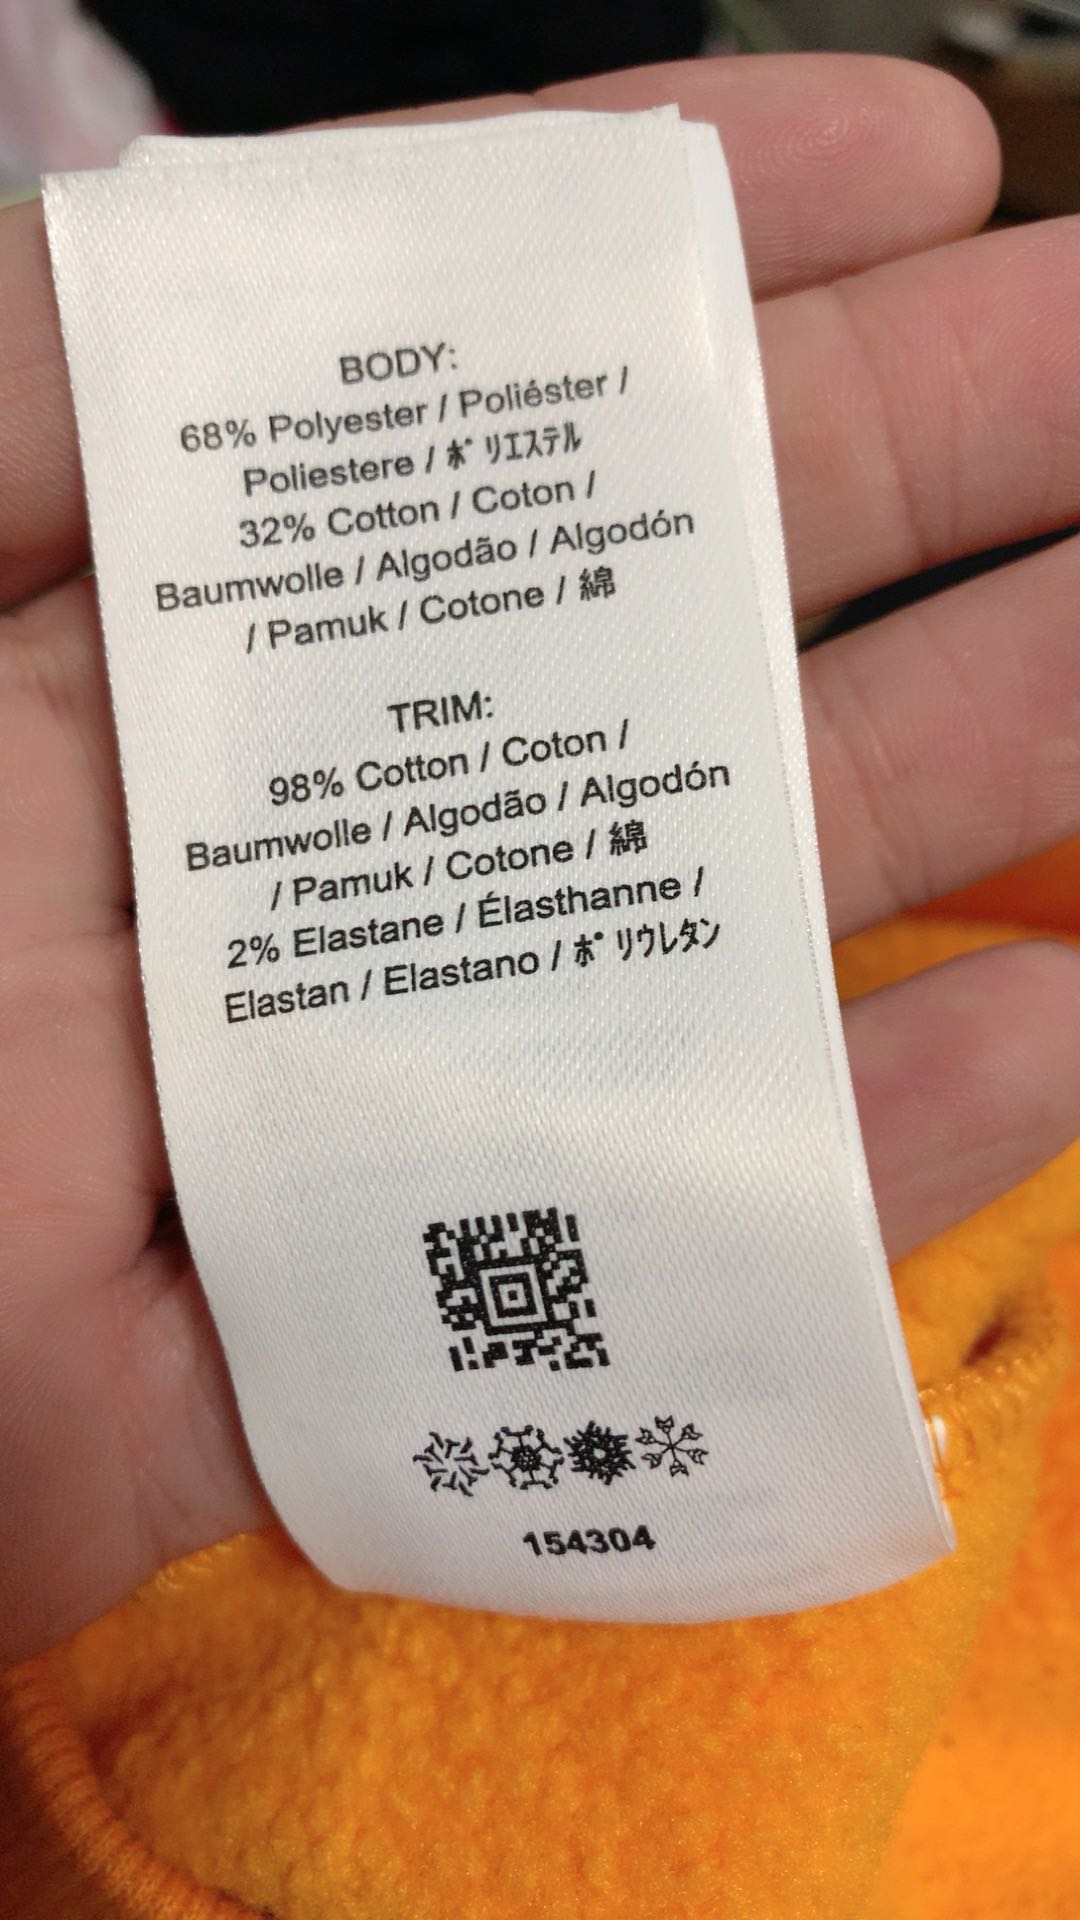 BODY:
68% Polyester / Poliéster /
Poliestere / ポリエステル
32% Cotton / Coton /
Baumwolle / Algodão / Algodón
/ Pamuk / Cotone / 綿
TRIM:
98% Cotton / Coton /
Baumwolle / Algodão / Algodón
/ Pamuk / Cotone / 綿
2% Elastane / Élasthanne /
Elastan / Elastano / ポリウレタン
154304